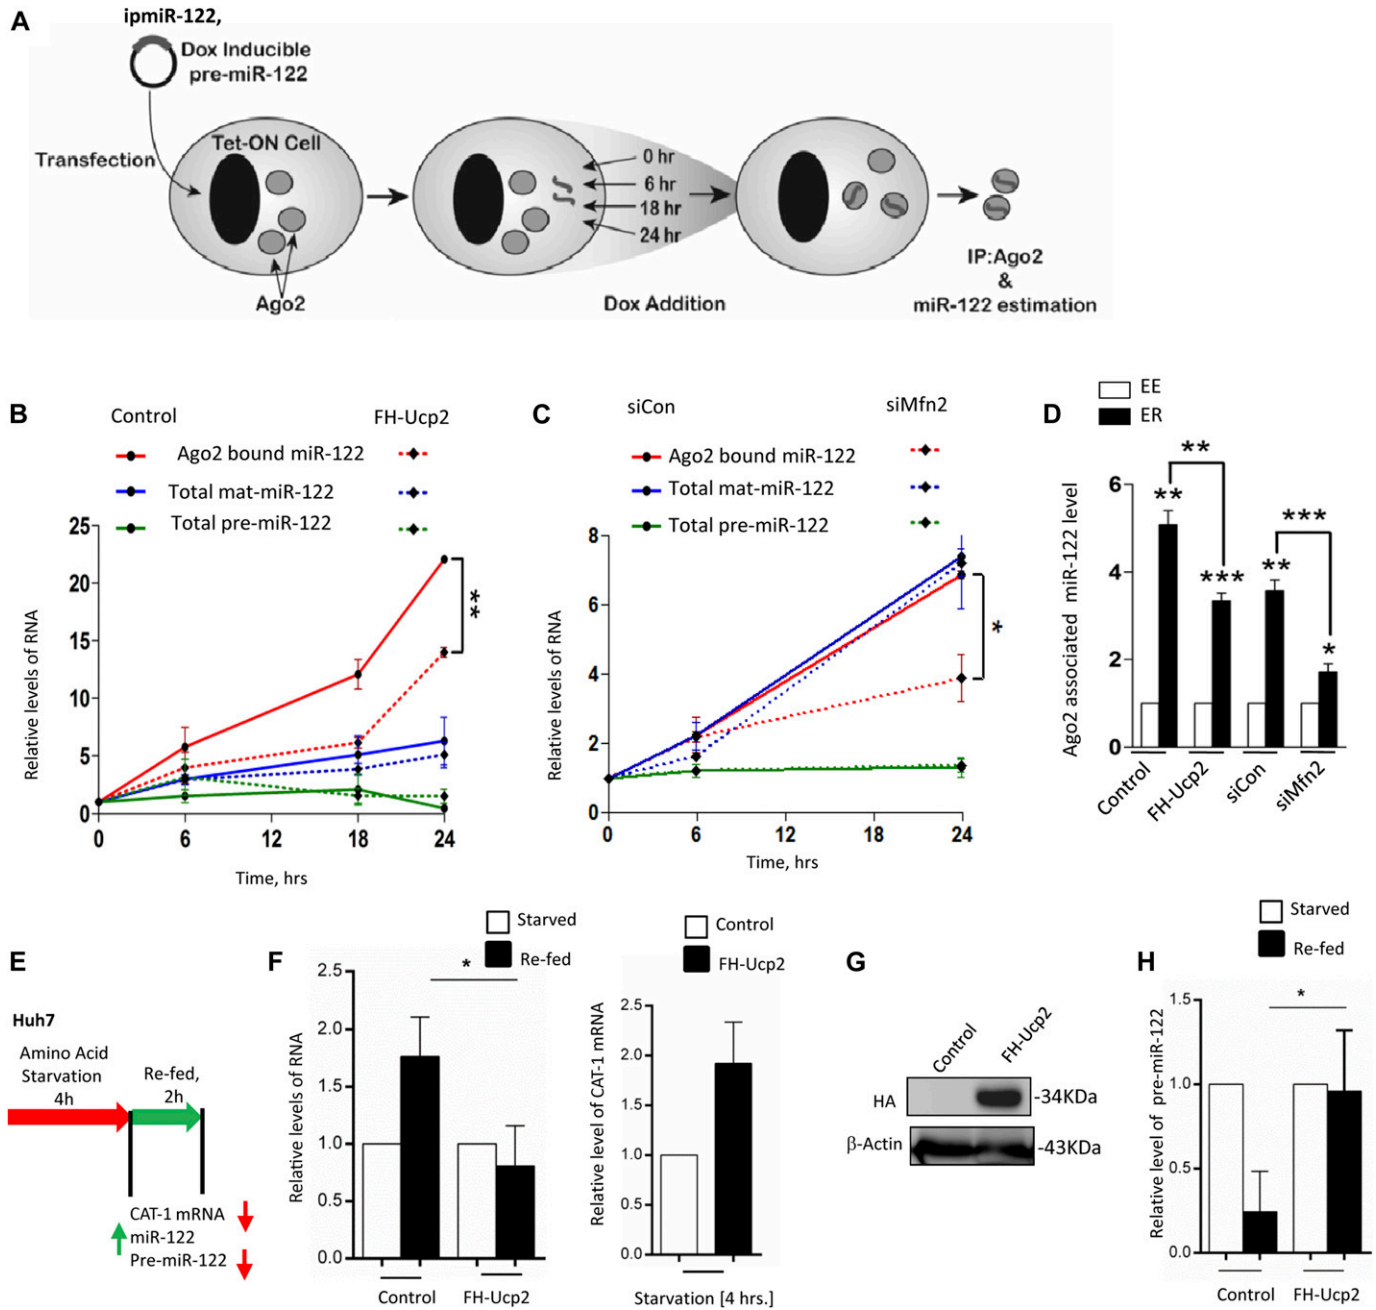 A
ipmiR-122,
Dox Inducible
pre-miR-122
Transfection
Tet-ON Cell
Ago2
0 hr
6 hr
18 hr
24 hr
Dox Addition
IP:Ago2
&
miR-122 estimation
B
Control
FH-Ucp2
Ago2 bound miR-122
Total mat-miR-122
Total pre-miR-122
Relative levels of RNA
25
20
15
10
5
0
**
0
6
12
18
24
Time, hrs
C
siCon
siMfn2
Ago2 bound miR-122
Total mat-miR-122
Total pre-miR-122
Relative levels of RNA
8
6
4
2
0
*
0
6
12
18
24
Time, hrs
D
EE
ER
Ago2 associated miR-122 level
6
4
2
0
**
**
***
***
**
*
Control
FH-Ucp2
siCon
siMfn2
E
Huh7
Amino Acid
Starvation
4h
Re-fed,
2h
CAT-1 mRNA
miR-122
Pre-miR-122
F
Starved
Re-fed
Relative levels of RNA
2.5
2.0
1.5
1.0
0.5
0.0
*
Control
FH-Ucp2
Control
FH-Ucp2
Relative level of CAT-1 mRNA
2.5
2.0
1.5
1.0
0.5
0.0
Starvation [4 hrs.]
G
Control
FH-Ucp2
HA
-34KDa
β-Actin
-43KDa
H
Starved
Re-fed
Relative level of pre-miR-122
1.5
1.0
0.5
0.0
*
Control
FH-Ucp2